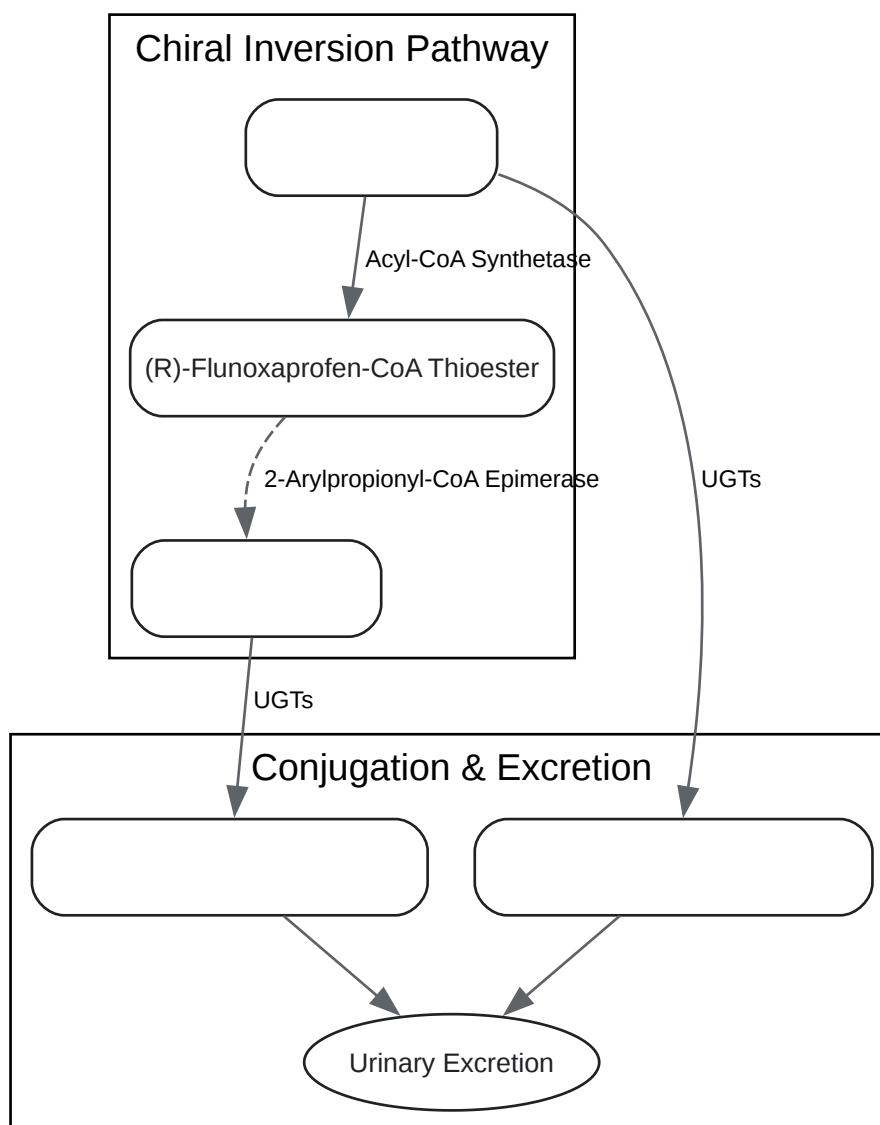 Chiral Inversion Pathway
Acyl-CoA Synthetase
(R)-Flunoxaprofen-CoA Thioester
2-Arylpropionyl-CoA Epimerase
UGTs
UGTs
Conjugation & Excretion
Urinary Excretion